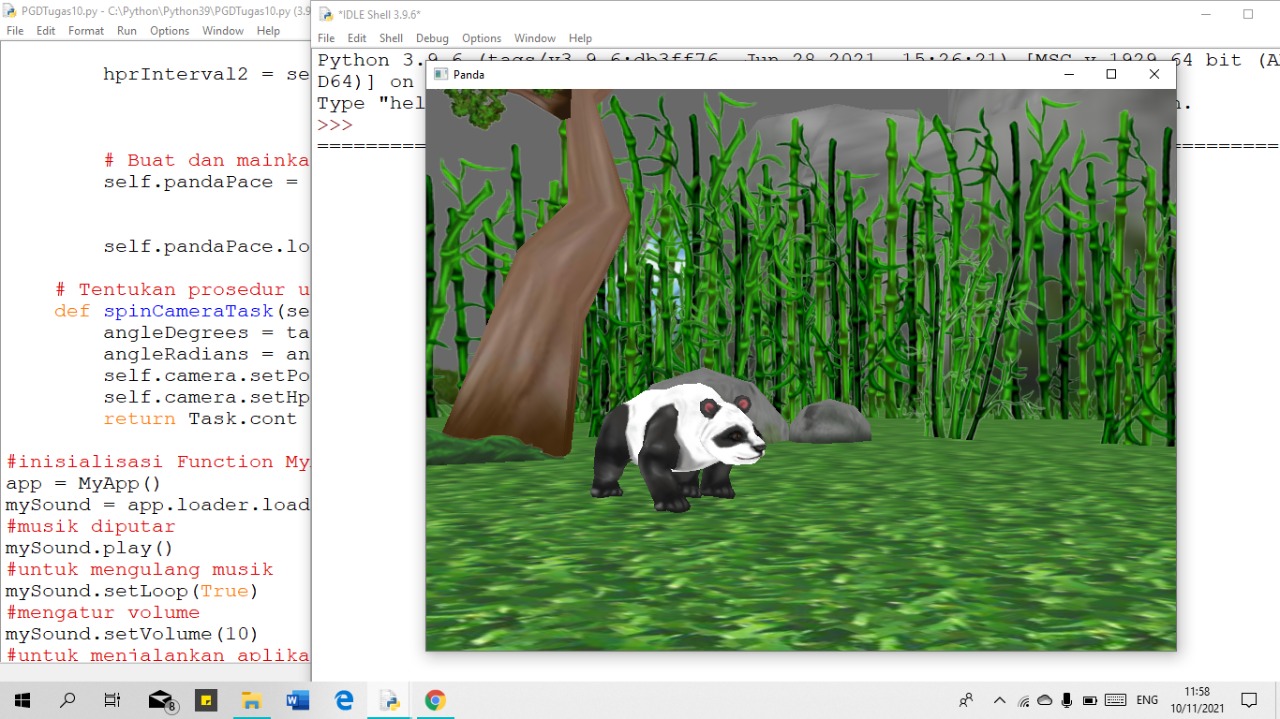 PGDTugas10.py - C:\Python\Python39\PGDTugas10.py (3.9
File Edit Format Run Options Window Help
hprInterval2 = se
# Buat dan mainka
self.pandaPace =
self.pandaPace.lo
# Tentukan prosedur u
def spinCameraTask(se
angleDegrees = ta
angleRadians = an
self.camera.setPo
self.camera.setHp
return Task.cont
#inisialisasi Function My
app = MyApp()
mySound = app.loader.load
#musik diputar
mySound.play()
#untuk mengulang musik
mySound.setLoop(True)
#mengatur volume
mySound.setVolume(10)
#untuk menjalankan aplika
*IDLE Shell 3.9.6*
File Edit Shell Debug Options Window Help
Python 3.9.6 (tags/v3.9.6:db3ff76, Jun 28 2021, 15:26:21) [MSC v.1929 64 bit (A
D64)] on
Type "hel
>>>
Panda
8
ENG
11:58
10/11/2021